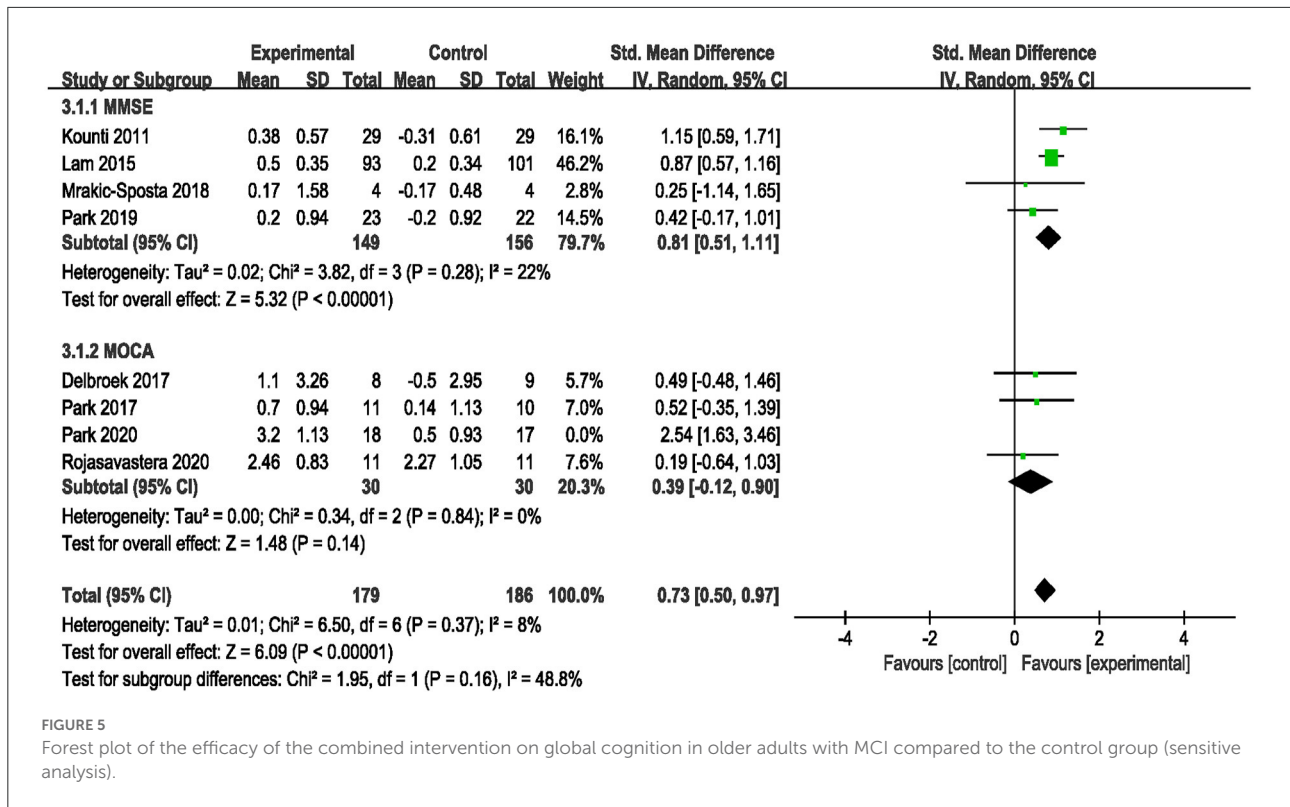 Experimental Control Std. Mean Difference Std. Mean Difference
Study or Subgroup Mean SD Total Mean SD Total Weight IV, Random, 95% CI IV, Random, 95% CI
3.1.1 MMSE
Kounti 2011 0.38 0.57 29 -0.31 0.61 29 16.1% 1.15 [0.59, 1.71]
Lam 2015 0.5 0.35 93 0.2 0.34 101 46.2% 0.87 [0.57, 1.16]
Mrakic-Sposta 2018 0.17 1.58 4 -0.17 0.48 4 2.8% 0.25 [-1.14, 1.65]
Park 2019 0.2 0.94 23 -0.2 0.92 22 14.5% 0.42 [-0.17, 1.01]
Subtotal (95% CI) 149 156 79.7% 0.81 [0.51, 1.11]
Heterogeneity: Tau² = 0.02; Chi² = 3.82, df = 3 (P = 0.28); I² = 22%
Test for overall effect: Z = 5.32 (P < 0.00001)
3.1.2 MOCA
Delbroek 2017 1.1 3.26 8 -0.5 2.95 9 5.7% 0.49 [-0.48, 1.46]
Park 2017 0.7 0.94 11 0.14 1.13 10 7.0% 0.52 [-0.35, 1.39]
Park 2020 3.2 1.13 18 0.5 0.93 17 0.0% 2.54 [1.63, 3.46]
Rojasavastera 2020 2.46 0.83 11 2.27 1.05 11 7.6% 0.19 [-0.64, 1.03]
Subtotal (95% CI) 30 30 20.3% 0.39 [-0.12, 0.90]
Heterogeneity: Tau² = 0.00; Chi² = 0.34, df = 2 (P = 0.84); I² = 0%
Test for overall effect: Z = 1.48 (P = 0.14)
Total (95% CI) 179 186 100.0% 0.73 [0.50, 0.97]
Heterogeneity: Tau² = 0.01; Chi² = 6.50, df = 6 (P = 0.37); I² = 8%
Test for overall effect: Z = 6.09 (P < 0.00001)
Test for subgroup differences: Chi² = 1.95, df = 1 (P = 0.16), I² = 48.8%
-4 -2 0 2 4
Favours [control] Favours [experimental]
FIGURE 5
Forest plot of the efficacy of the combined intervention on global cognition in older adults with MCI compared to the control group (sensitive
analysis).